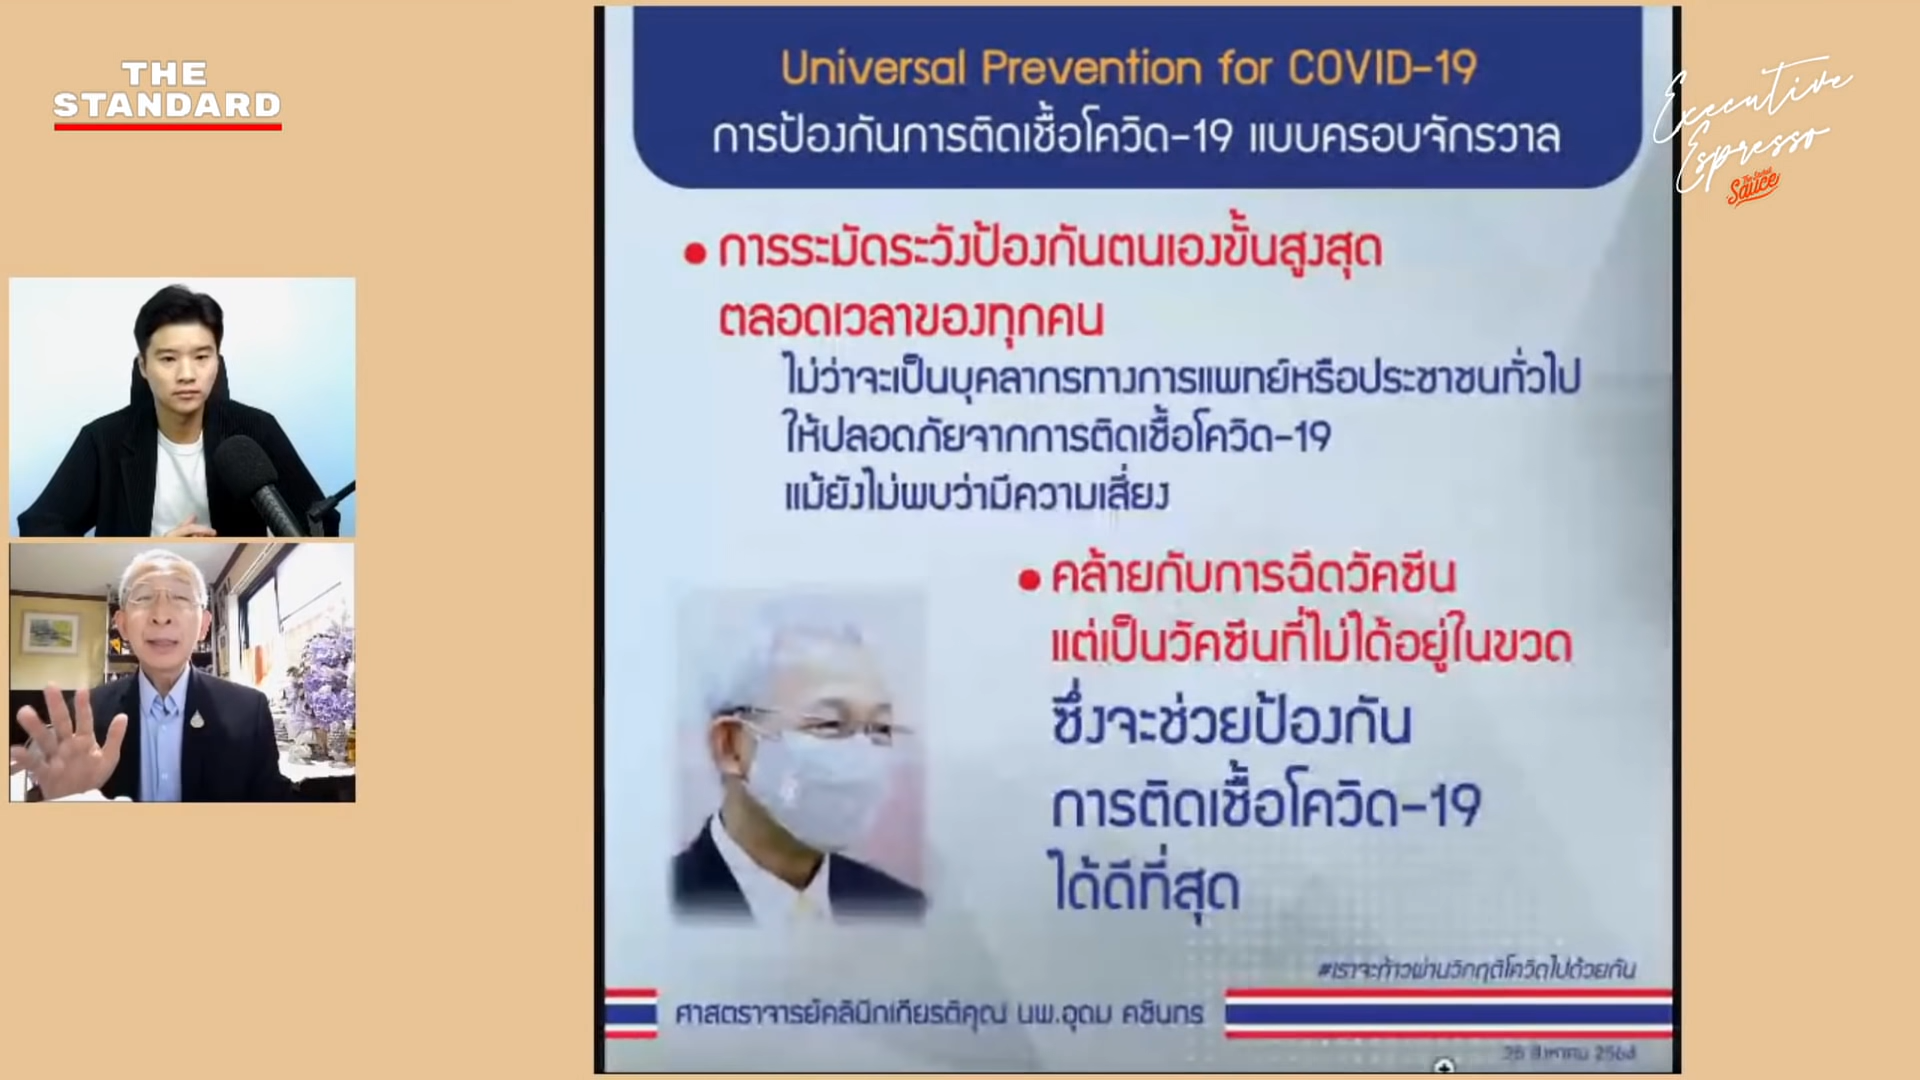 THE
STANDARD
Executive
Espresso
The Secret
Sauce
Universal Prevention for COVID-19
การป้องกันการติดเชื้อโควิด-19 แบบครอบจักรวาล
• การระมัดระวังป้องกันตนเองขั้นสูงสุด
ตลอดเวลาของทุกคน
ไม่ว่าจะเป็นบุคลากรทางการแพทย์หรือประชาชนทั่วไป
ให้ปลอดภัยจากการติดเชื้อโควิด-19
แม้ยังไม่พบว่ามีความเสี่ยง
• คล้ายกับการฉีดวัคซีน
แต่เป็นวัคซีนที่ไม่ได้อยู่ในขวด
ซึ่งจะช่วยป้องกัน
การติดเชื้อโควิด-19
ได้ดีที่สุด
#เราจะก้าวผ่านวิกฤติโควิดไปด้วยกัน
ศาสตราจารย์คลินิกเกียรติคุณ นพ.อุดม คชินทร
สิงหาคม 2564